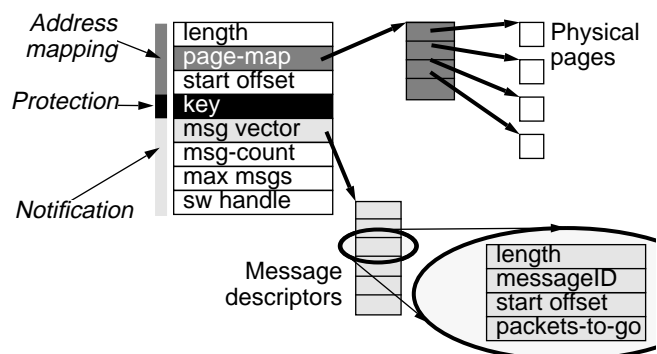 Address
mapping
Protection
Notification
length
page-map
start offset
key
msg vector
msg-count
max msgs
sw handle
Physical
pages
Message
descriptors
length
messageID
start offset
packets-to-go